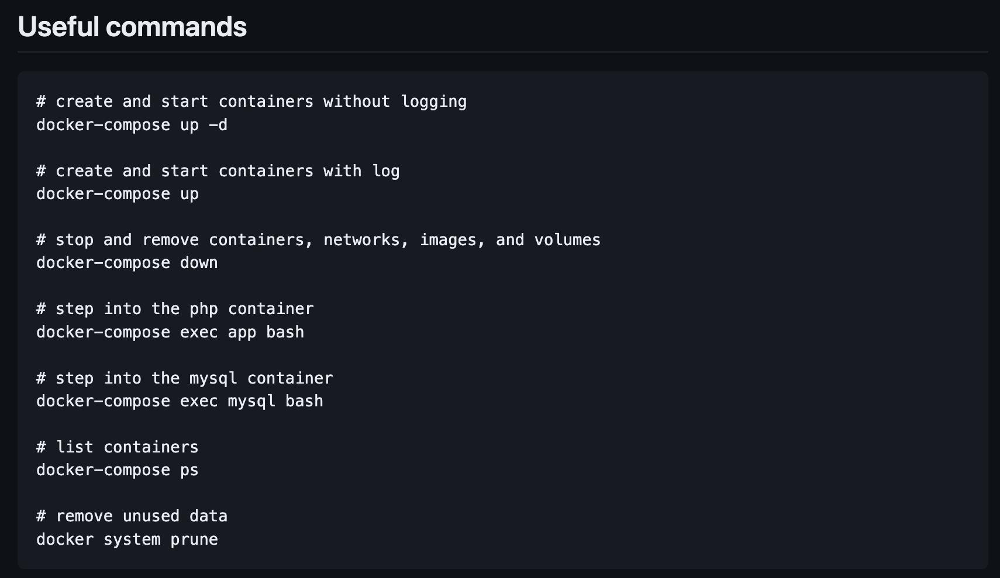 Useful commands
# create and start containers without logging
docker-compose up -d
# create and start containers with log
docker-compose up
# stop and remove containers, networks, images, and volumes
docker-compose down
# step into the php container
docker-compose exec app bash
# step into the mysql container
docker-compose exec mysql bash
# list containers
docker-compose ps
# remove unused data
docker system prune